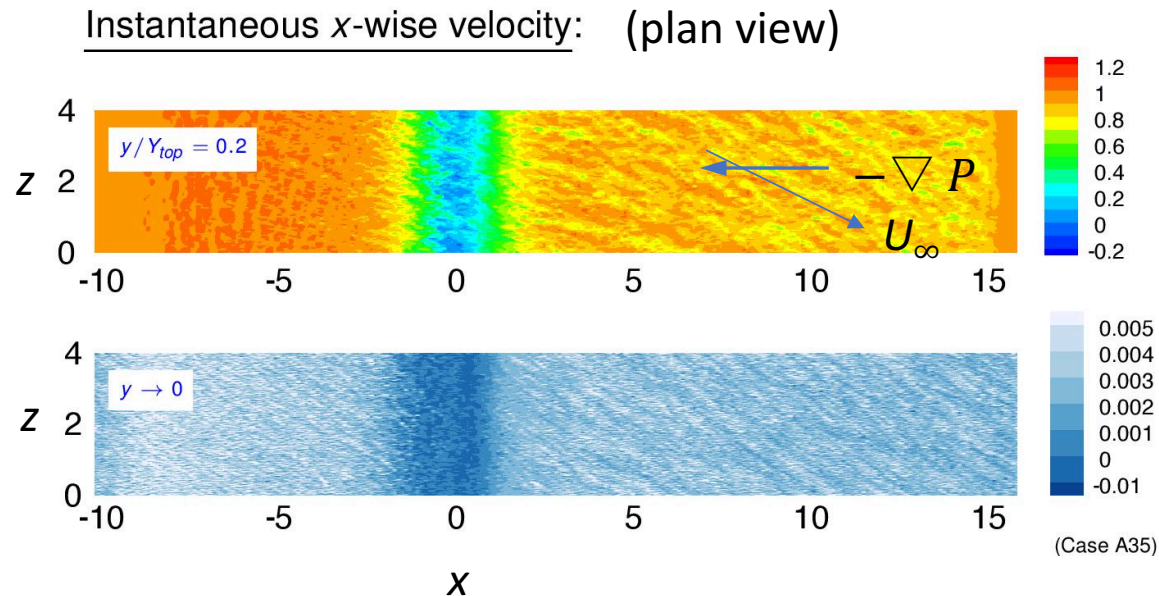 Instantaneous x-wise velocity: (plan view)
4
z 2
0
y/Y_top = 0.2
− ▽ P
U_∞
-10 -5 0 5 10 15
1.2
1
0.8
0.6
0.4
0.2
0
-0.2
4
z 2
0
y → 0
-10 -5 0 5 10 15
x
0.005
0.004
0.003
0.002
0.001
0
-0.01
(Case A35)